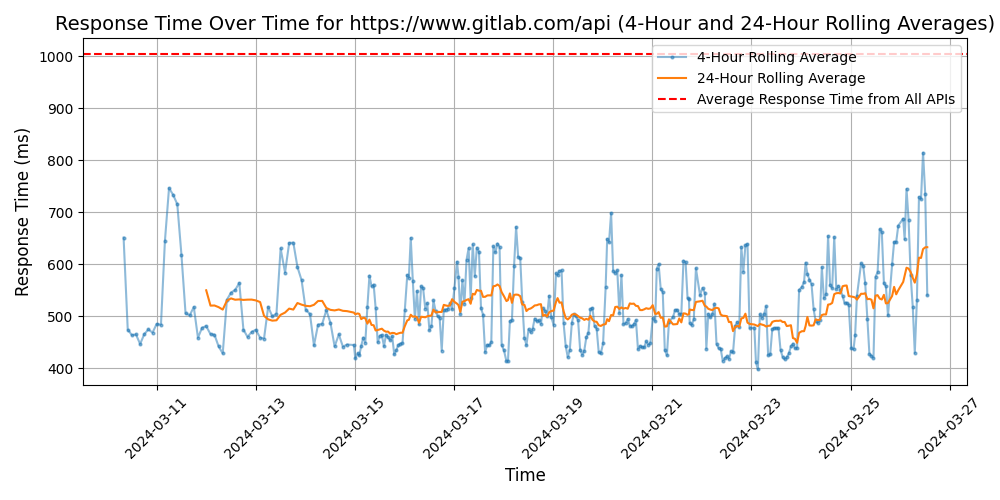 Response Time Over Time for https://www.gitlab.com/api (4-Hour and 24-Hour Rolling Averages)
4-Hour Rolling Average
24-Hour Rolling Average
Average Response Time from All APIs
Response Time (ms)
1000
900
800
700
600
500
400
2024-03-11
2024-03-13
2024-03-15
2024-03-17
2024-03-19
2024-03-21
2024-03-23
2024-03-25
2024-03-27
Time